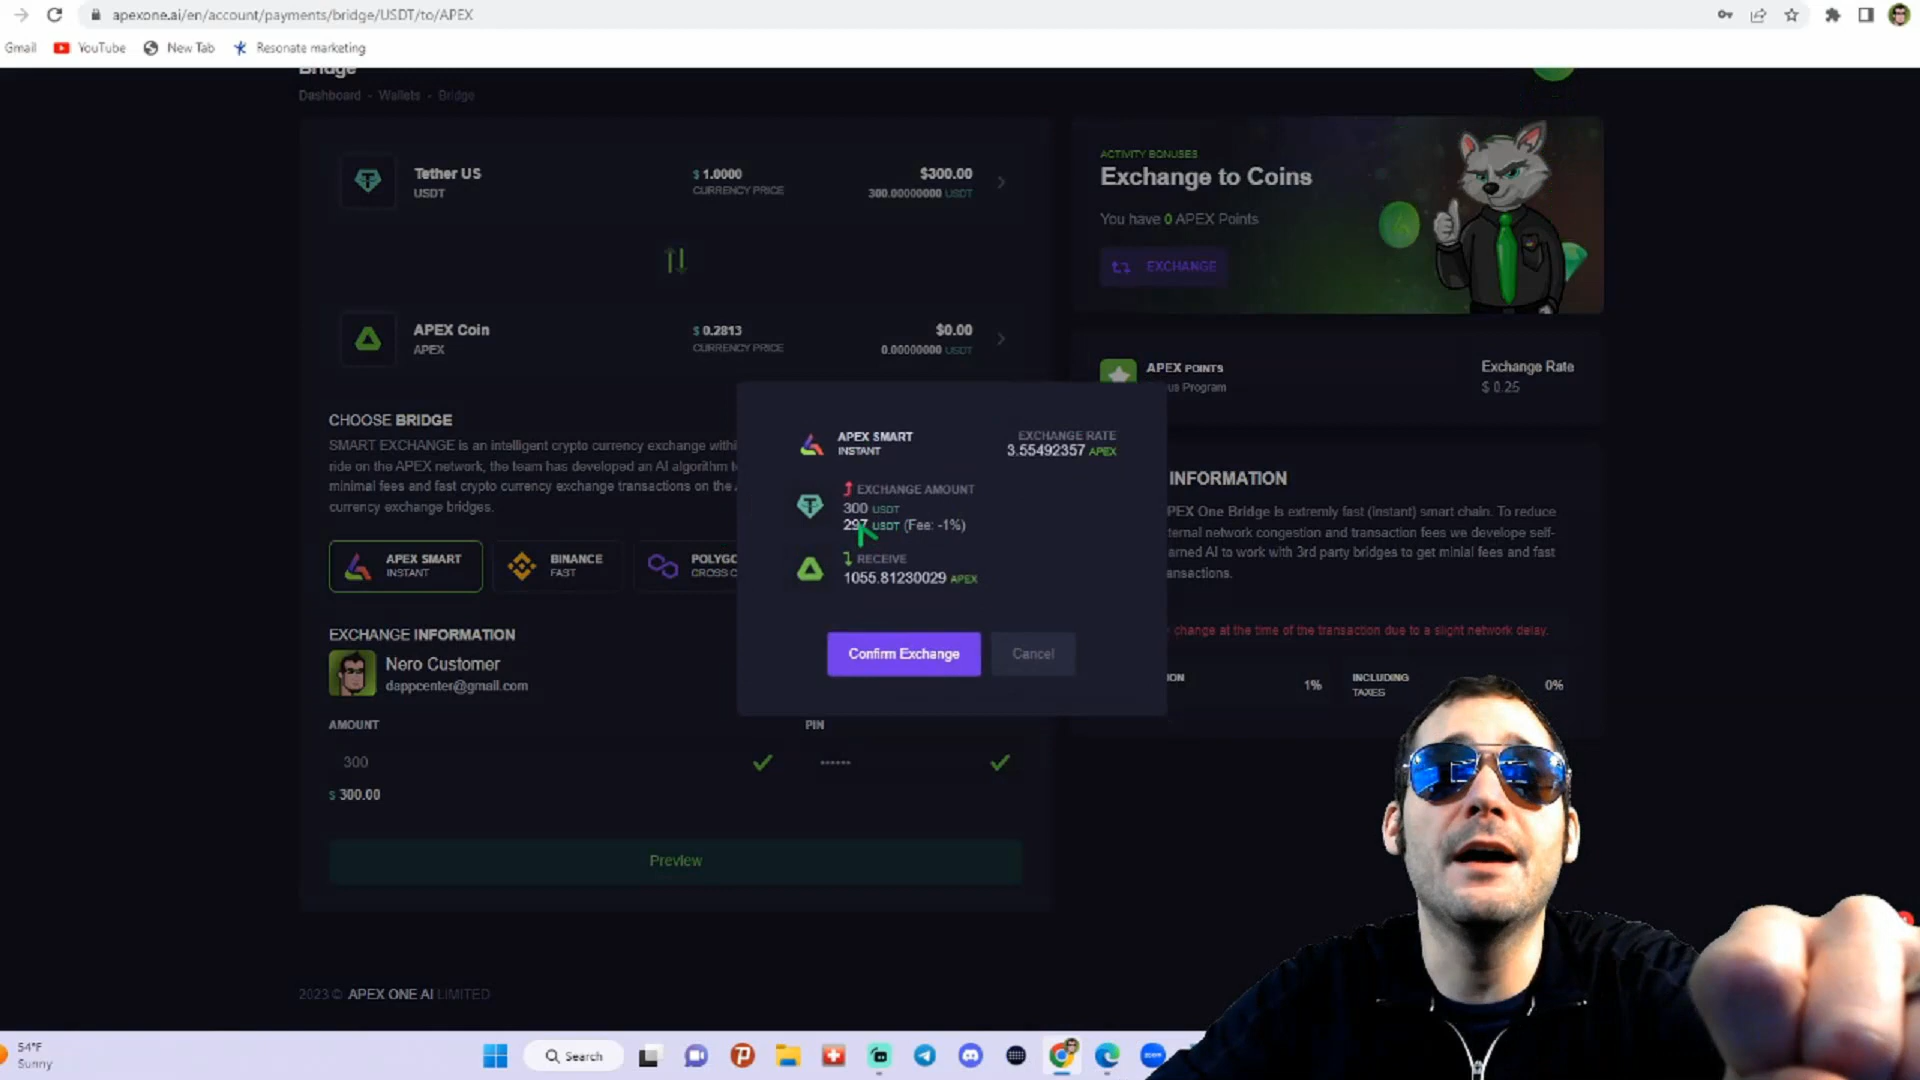 apexone.ai/en/account/payments/bridge/USDT/to/APEX
Gmail YouTube New Tab Resonate marketing
Bridge
Dashboard - Wallets - Bridge
Tether US
USDT
$ 1.0000
CURRENCY PRICE
$300.00
300.00000000 USDT
APEX Coin
APEX
$ 0.2813
CURRENCY PRICE
$0.00
0.00000000 USDT
CHOOSE BRIDGE
SMART EXCHANGE is an intelligent crypto currency exchange with
ride on the APEX network, the team has developed an AI algorithm
minimal fees and fast crypto currency exchange transactions on the
currency exchange bridges.
APEX SMART
INSTANT
BINANCE
FAST
POLYGO
CROSS C
EXCHANGE INFORMATION
Nero Customer
dappcenter@gmail.com
AMOUNT
300
$ 300.00
PIN
••••••
Preview
APEX SMART
INSTANT
EXCHANGE RATE
3.55492357 APEX
EXCHANGE AMOUNT
300 USDT
297 USDT (Fee: -1%)
RECEIVE
1055.81230029 APEX
Confirm Exchange
Cancel
ACTIVITY BONUSES
Exchange to Coins
You have 0 APEX Points
EXCHANGE
APEX POINTS
us Program
Exchange Rate
$ 0.25
INFORMATION
PEX One Bridge is extremely fast (instant) smart chain. To reduce
ternal network congestion and transaction fees we develope self-
arned AI to work with 3rd party bridges to get minial fees and fast
ansactions.
change at the time of the transaction due to a slight network delay.
ION
1%
INCLUDING
TAXES
0%
2023 © APEX ONE AI LIMITED
54°F
Sunny
Search
zoom